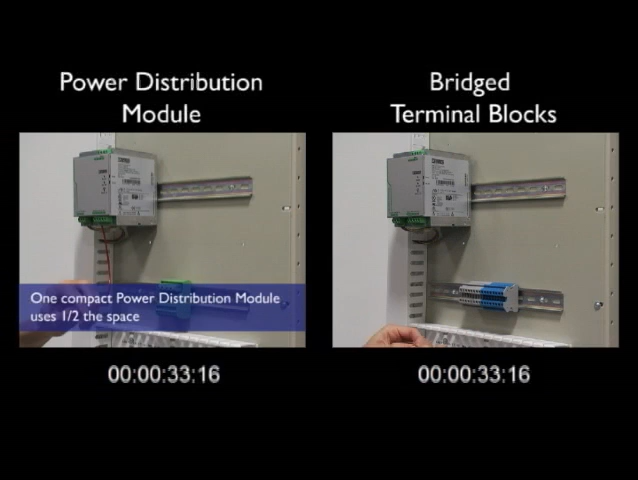 Power Distribution
Module
Bridged
Terminal Blocks
One compact Power Distribution Module
uses 1/2 the space
00:00:33:16
00:00:33:16